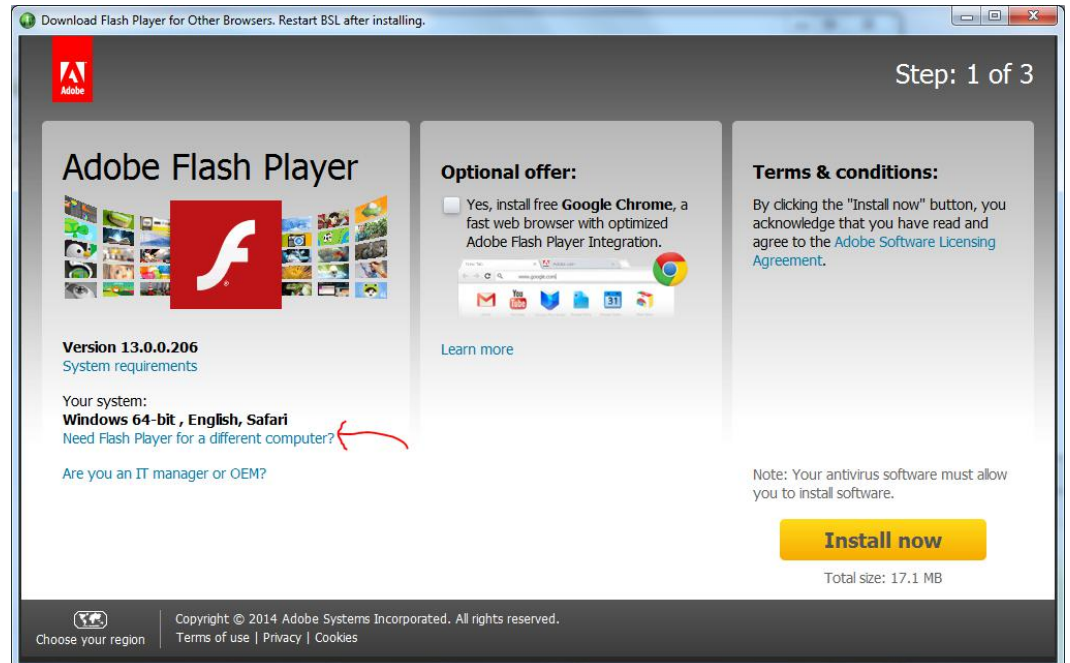 Download Flash Player for Other Browsers. Restart BSL after installing.
Adobe
Step: 1 of 3
Adobe Flash Player
Version 13.0.0.206
System requirements
Your system:
Windows 64-bit , English, Safari
Need Flash Player for a different computer?
Are you an IT manager or OEM?
Optional offer:
Yes, install free Google Chrome, a
fast web browser with optimized
Adobe Flash Player Integration.
www.google.com
You
Tube
31
Learn more
Terms & conditions:
By clicking the "Install now" button, you
acknowledge that you have read and
agree to the Adobe Software Licensing
Agreement.
Note: Your antivirus software must allow
you to install software.
Install now
Total size: 17.1 MB
Choose your region
Copyright © 2014 Adobe Systems Incorporated. All rights reserved.
Terms of use | Privacy | Cookies